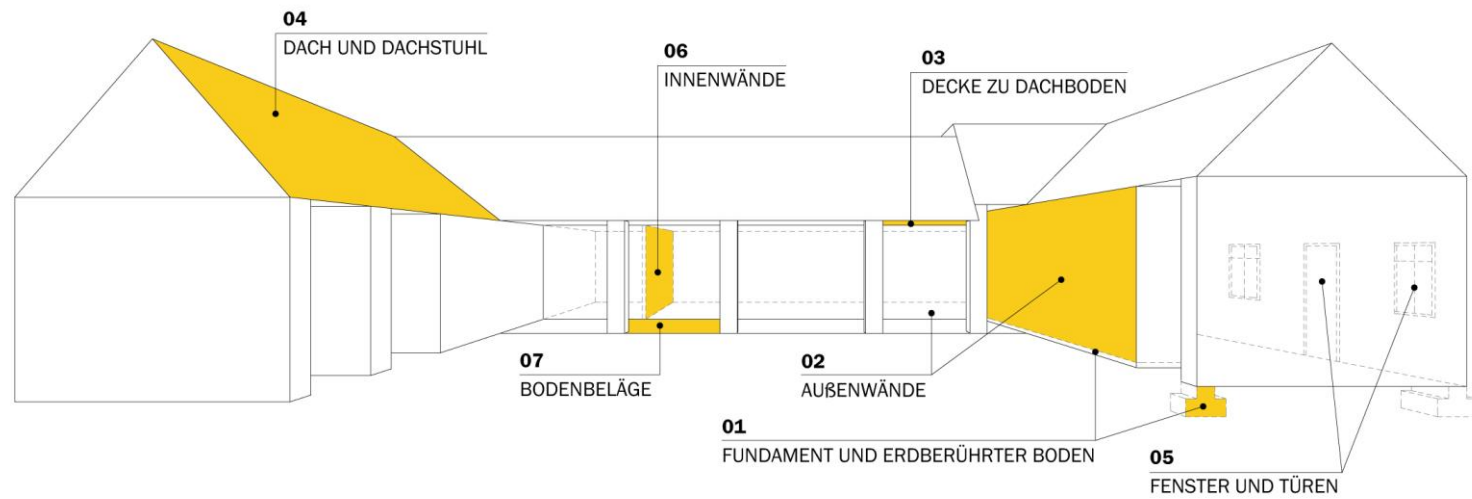 04
DACH UND DACHSTUHL
06
INNENWÄNDE
03
DECKE ZU DACHBODEN
07
BODENBELÄGE
02
AUßENWÄNDE
01
FUNDAMENT UND ERDBERÜHRTER BODEN
05
FENSTER UND TÜREN